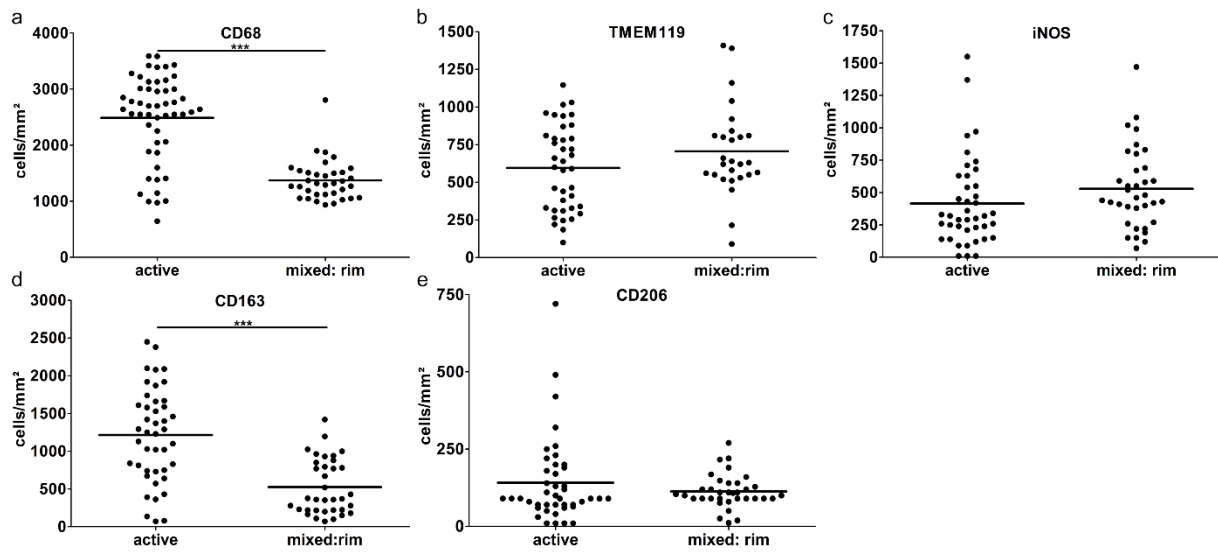 a
CD68
***
cells/mm²
4000
3000
2000
1000
0
active
mixed: rim
b
TMEM119
cells/mm²
1500
1250
1000
750
500
250
0
active
mixed: rim
c
iNOS
cells/mm²
1750
1500
1250
1000
750
500
250
0
active
mixed: rim
d
CD163
***
cells/mm²
3000
2500
2000
1500
1000
500
0
active
mixed:rim
e
CD206
cells/mm²
750
500
250
0
active
mixed: rim